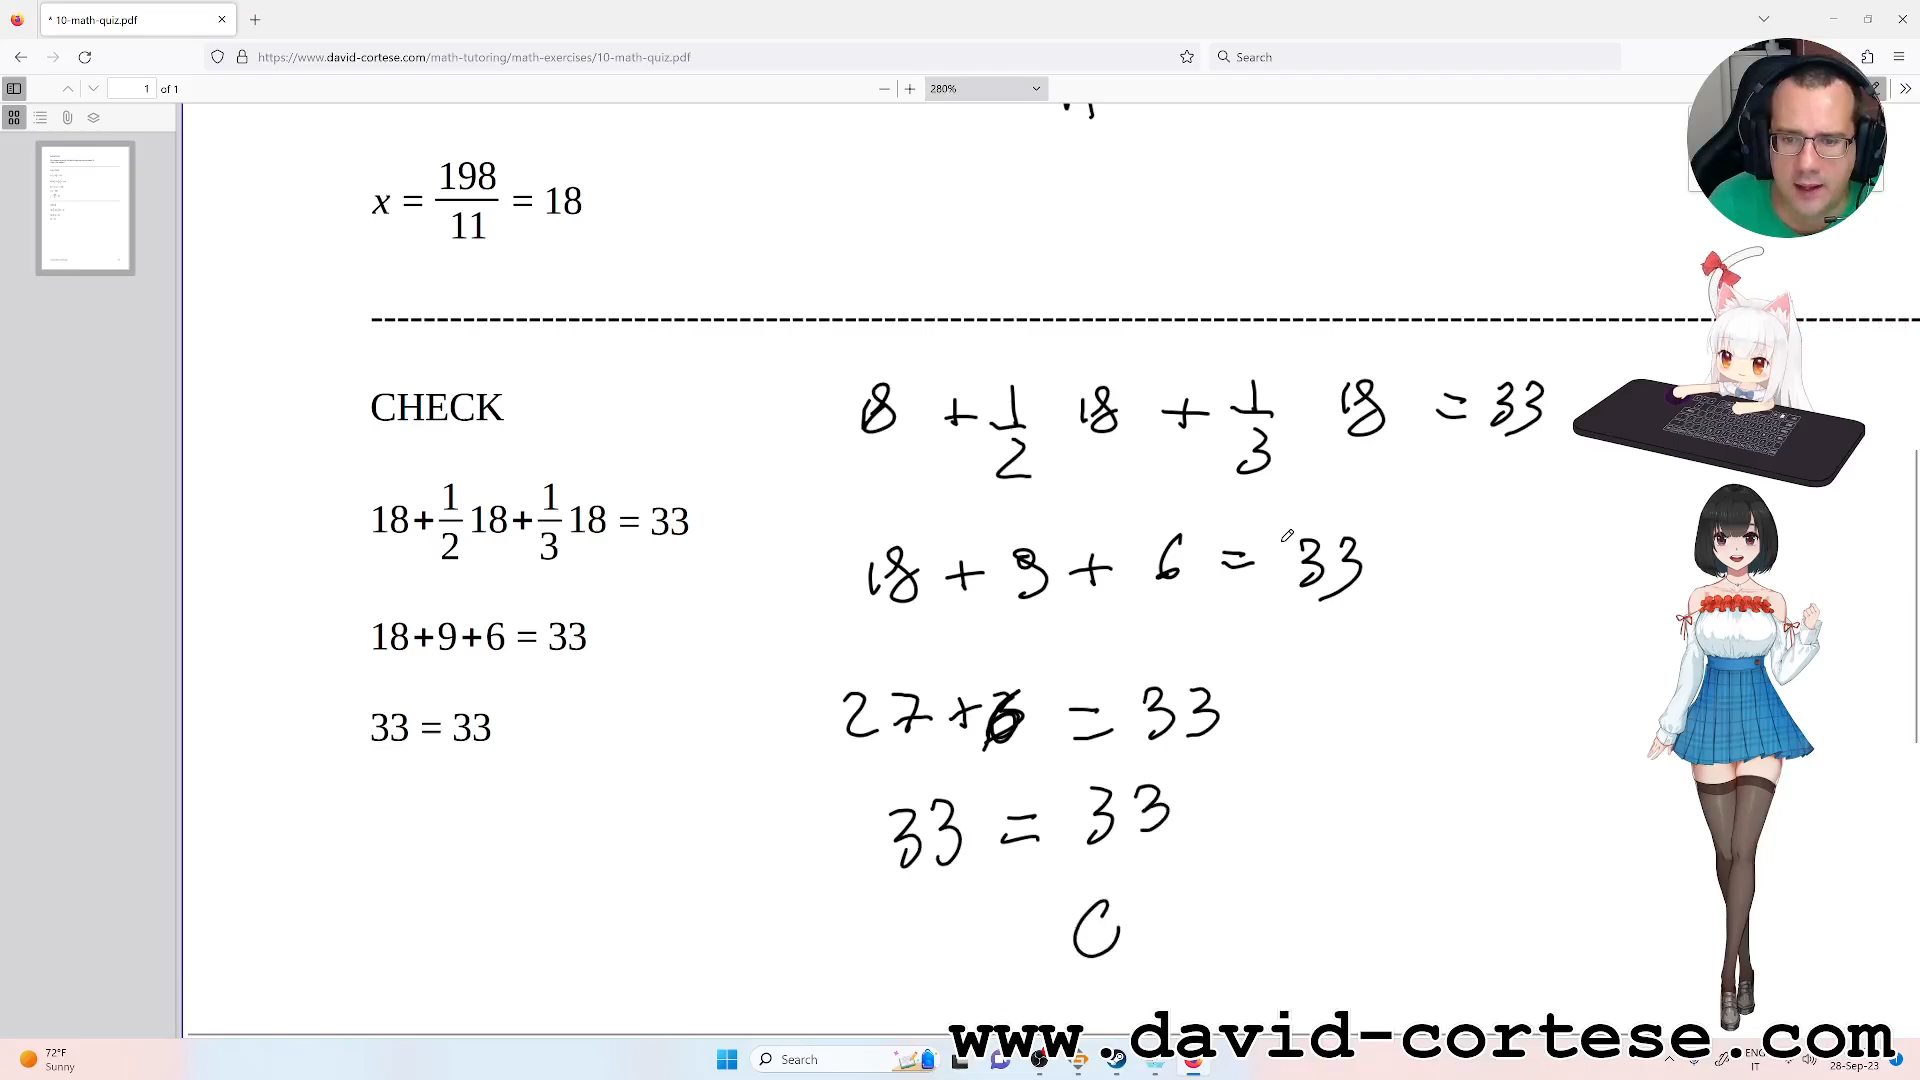 * 10-math-quiz.pdf
https://www.david-cortese.com/math-tutoring/math-exercises/10-math-quiz.pdf
Search
1 of 1
280%
x = 198/11 = 18
CHECK
18 + 1/2 18 + 1/3 18 = 33
18 + 1/2 18 + 1/3 18 = 33
18+9+6 = 33
18 + 9 + 6 = 33
27 + 6 = 33
33 = 33
33 = 33
www.david-cortese.com
72°F
Sunny
Search
ENG
IT
28-Sep-23